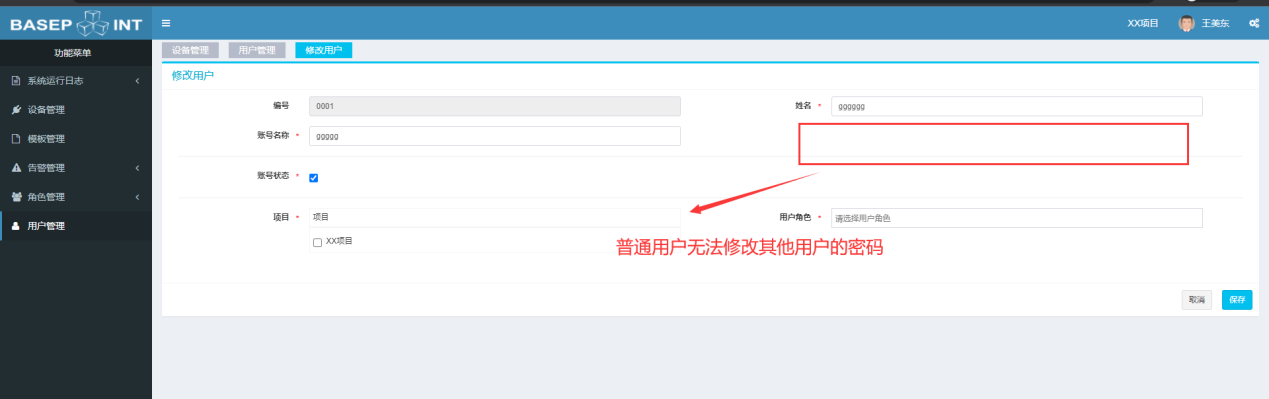 BASEP INT
XX项目
王美东
功能菜单
系统运行日志
设备管理
模板管理
告警管理
角色管理
用户管理
设备管理 用户管理 修改用户
修改用户
编号 0001
姓名 * gggggg
账号名称 * ggggg
账号状态 *
项目 * 项目
XX项目
用户角色 * 请选择用户角色
普通用户无法修改其他用户的密码
取消 保存